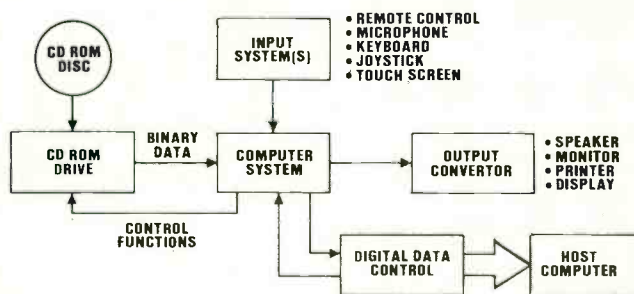 CD ROM
DISC
INPUT
SYSTEM(S)
• REMOTE CONTROL
• MICROPHONE
• KEYBOARD
• JOYSTICK
• TOUCH SCREEN
CD ROM
DRIVE
BINARY
DATA
COMPUTER
SYSTEM
OUTPUT
CONVERTOR
• SPEAKER
• MONITOR
• PRINTER
• DISPLAY
CONTROL
FUNCTIONS
DIGITAL DATA
CONTROL
HOST
COMPUTER